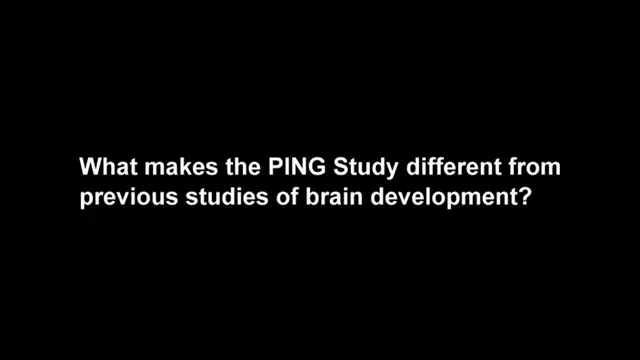 What makes the PING Study different from
previous studies of brain development?